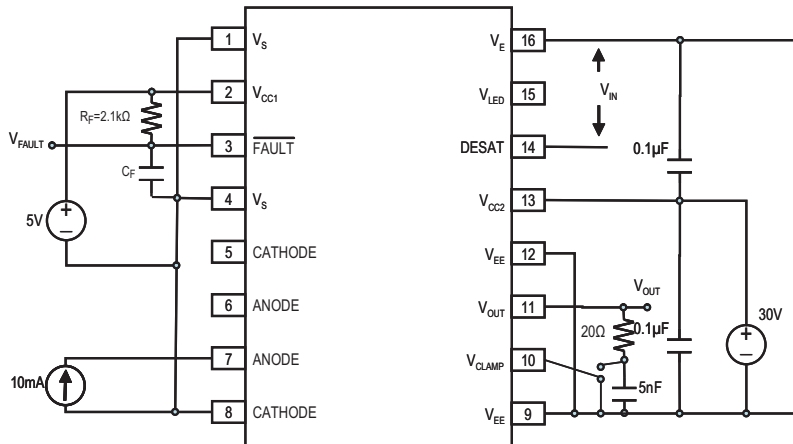 1 V_S V_E 16
2 V_CC1 V_LED 15
V_IN
R_F=2.1kΩ
V_FAULT 3 FAULT DESAT 14
0.1µF
C_F
4 V_S V_CC2 13
5V
5 CATHODE V_EE 12
6 ANODE V_OUT 11 V_OUT
20Ω 0.1µF 30V
7 ANODE V_CLAMP 10
10mA 5nF
8 CATHODE V_EE 9